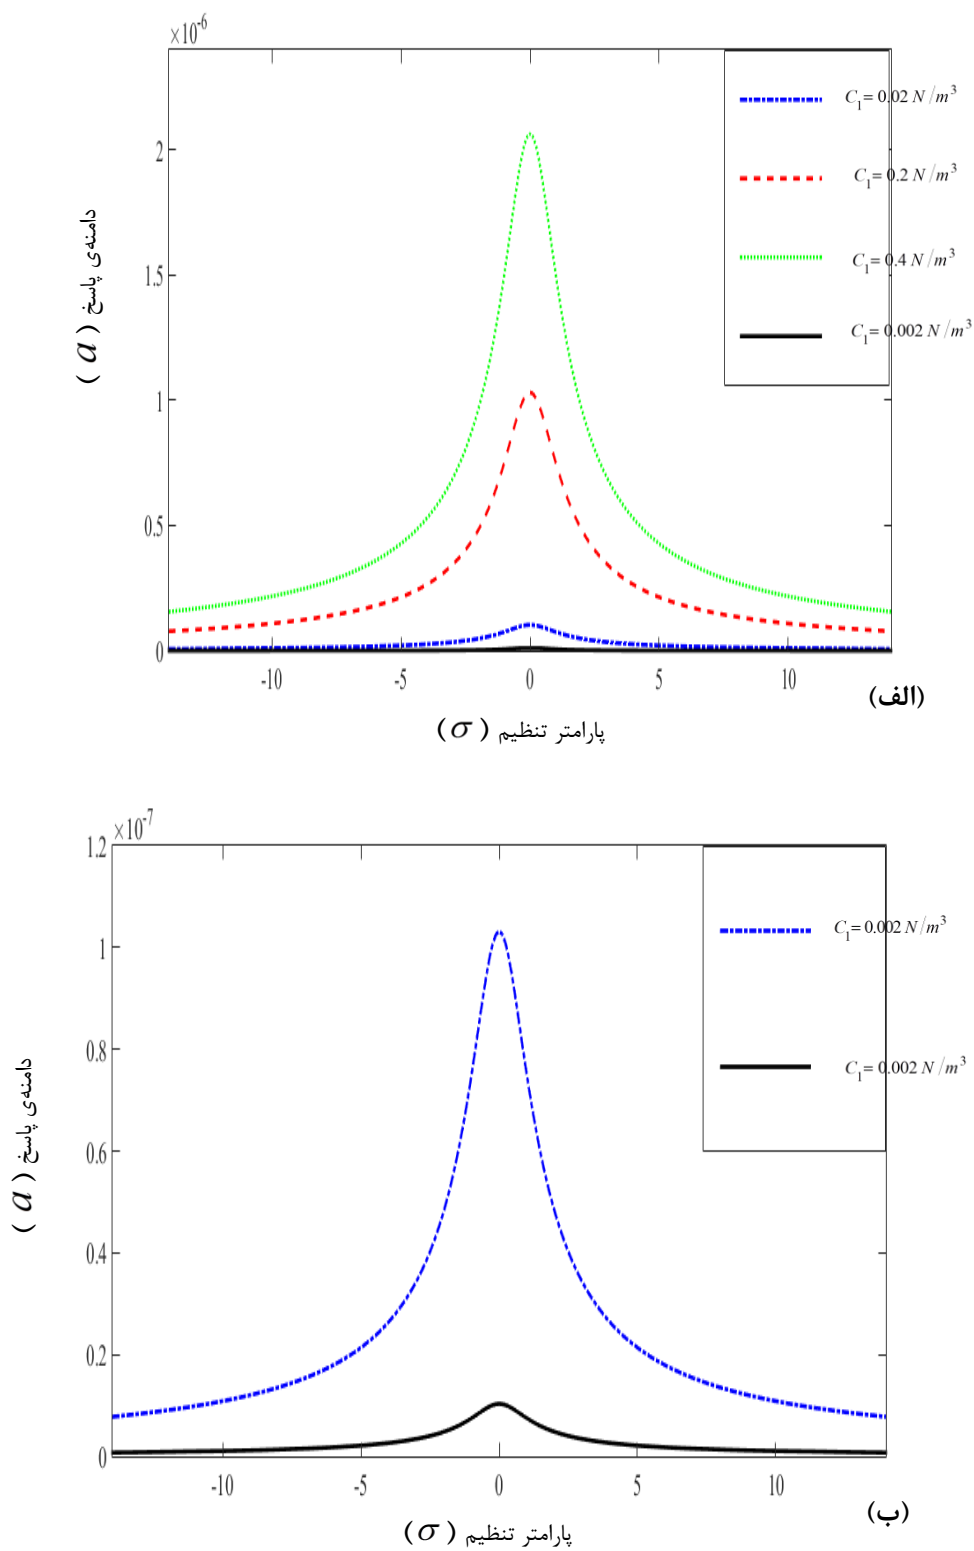 ×10⁻⁶
2
1.5
1
0.5
0
-10 -5 0 5 10
دامنه‌ی پاسخ ( a )
C₁= 0.02 N/m³
C₁= 0.2 N/m³
C₁= 0.4 N/m³
C₁= 0.002 N/m³
(الف)
پارامتر تنظیم ( σ )
×10⁻⁷
1.2
1
0.8
0.6
0.4
0.2
0
-10 -5 0 5 10
دامنه‌ی پاسخ ( a )
C₁= 0.002 N/m³
C₁= 0.002 N/m³
(ب)
پارامتر تنظیم ( σ )